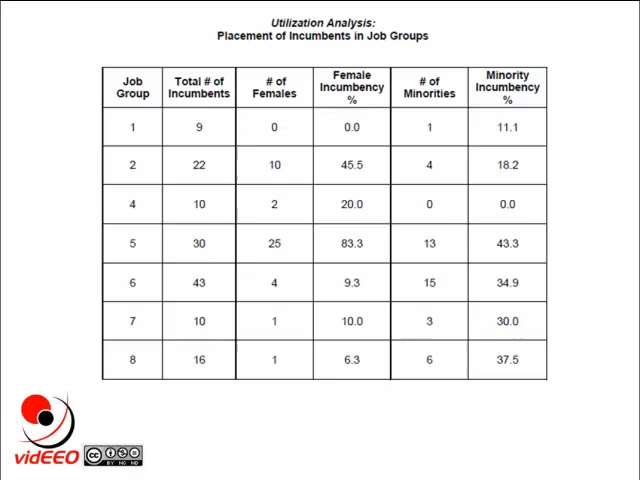 Utilization Analysis:
Placement of Incumbents in Job Groups
Job Group | Total # of Incumbents | # of Females | Female Incumbency % | # of Minorities | Minority Incumbency %
1 | 9 | 0 | 0.0 | 1 | 11.1
2 | 22 | 10 | 45.5 | 4 | 18.2
4 | 10 | 2 | 20.0 | 0 | 0.0
5 | 30 | 25 | 83.3 | 13 | 43.3
6 | 43 | 4 | 9.3 | 15 | 34.9
7 | 10 | 1 | 10.0 | 3 | 30.0
8 | 16 | 1 | 6.3 | 6 | 37.5
vidEEO
cc
BY NC ND